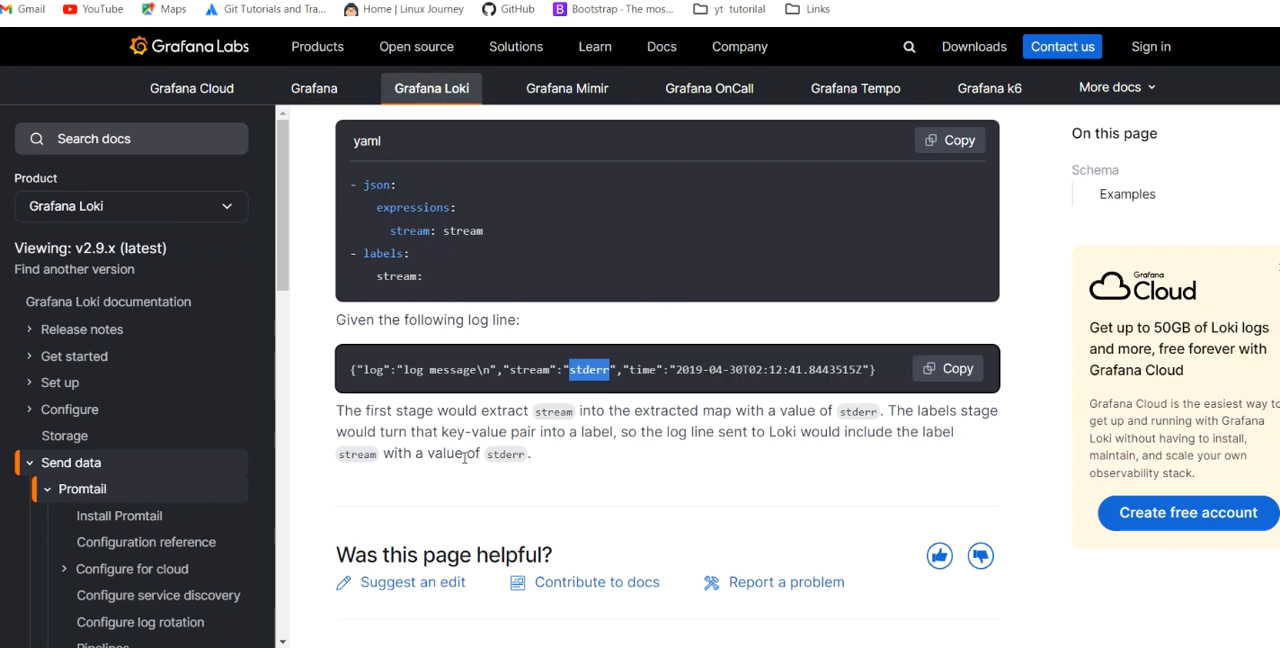 Gmail YouTube Maps Git Tutorials and Tra... Home | Linux Journey GitHub Bootstrap · The mos... yt tutorilal Links
Grafana Labs Products Open source Solutions Learn Docs Company Downloads Contact us Sign in
Grafana Cloud Grafana Grafana Loki Grafana Mimir Grafana OnCall Grafana Tempo Grafana k6 More docs
Search docs
Product
Grafana Loki
Viewing: v2.9.x (latest)
Find another version
Grafana Loki documentation
Release notes
Get started
Set up
Configure
Storage
Send data
Promtail
Install Promtail
Configuration reference
Configure for cloud
Configure service discovery
Configure log rotation
Pipelines
yaml Copy
- json:
expressions:
stream: stream
- labels:
stream:
Given the following log line:
{"log":"log message\n","stream":"stderr","time":"2019-04-30T02:12:41.8443515Z"} Copy
The first stage would extract stream into the extracted map with a value of stderr. The labels stage
would turn that key-value pair into a label, so the log line sent to Loki would include the label
stream with a value of stderr.
Was this page helpful?
Suggest an edit Contribute to docs Report a problem
On this page
Schema
Examples
Grafana
Cloud
Get up to 50GB of Loki logs
and more, free forever with
Grafana Cloud
Grafana Cloud is the easiest way to
get up and running with Grafana
Loki without having to install,
maintain, and scale your own
observability stack.
Create free account